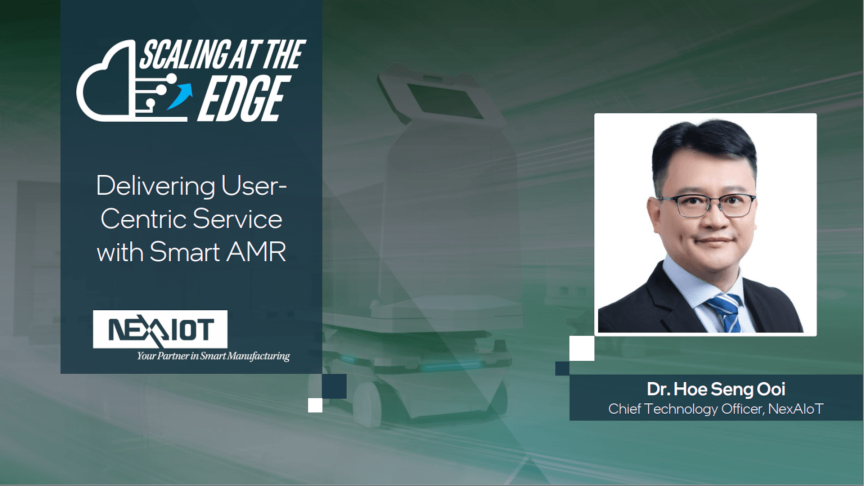 SCALING AT THE
EDGE
Delivering User-
Centric Service
with Smart AMR
NEXAIOT
Your Partner in Smart Manufacturing
Dr. Hoe Seng Ooi
Chief Technology Officer, NexAIoT